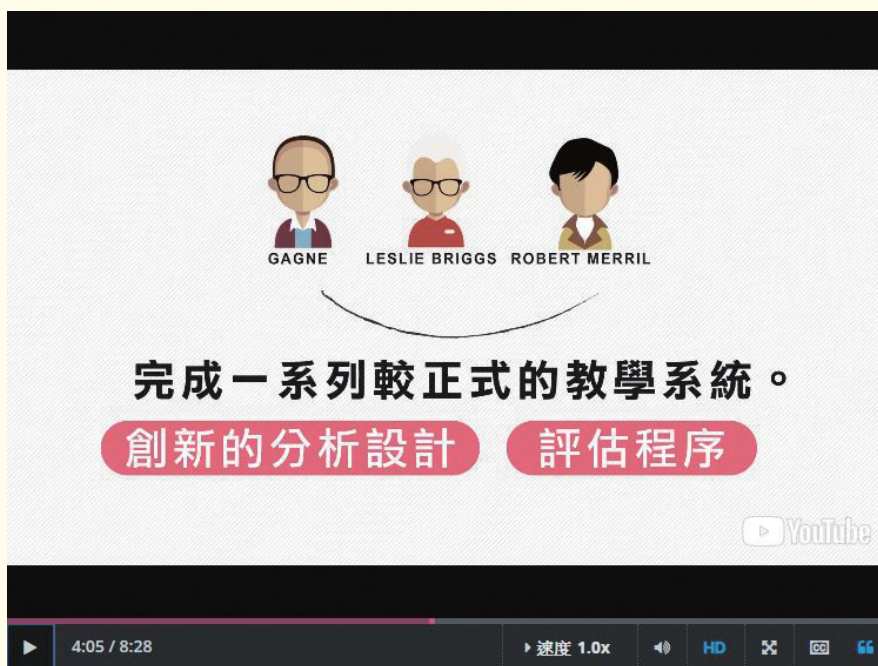 GAGNE LESLIE BRIGGS ROBERT MERRIL
完成一系列較正式的教學系統。
創新的分析設計 評估程序
YouTube
4:05 / 8:28 速度 1.0x HD CC